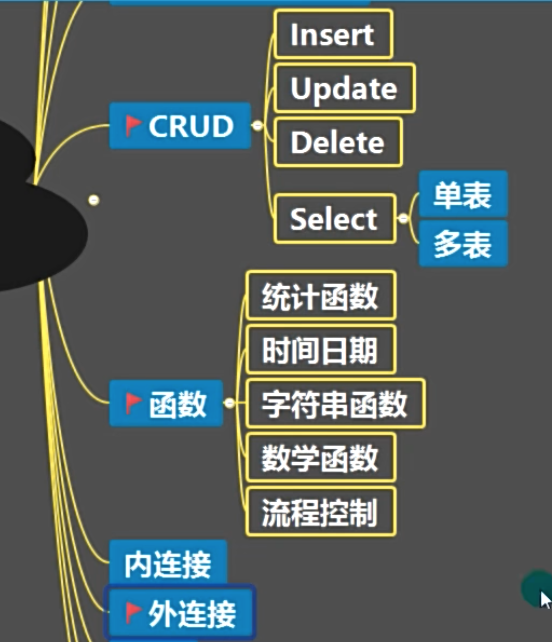 Insert
Update
CRUD
Delete
Select
单表
多表
统计函数
时间日期
函数
字符串函数
数学函数
流程控制
内连接
外连接